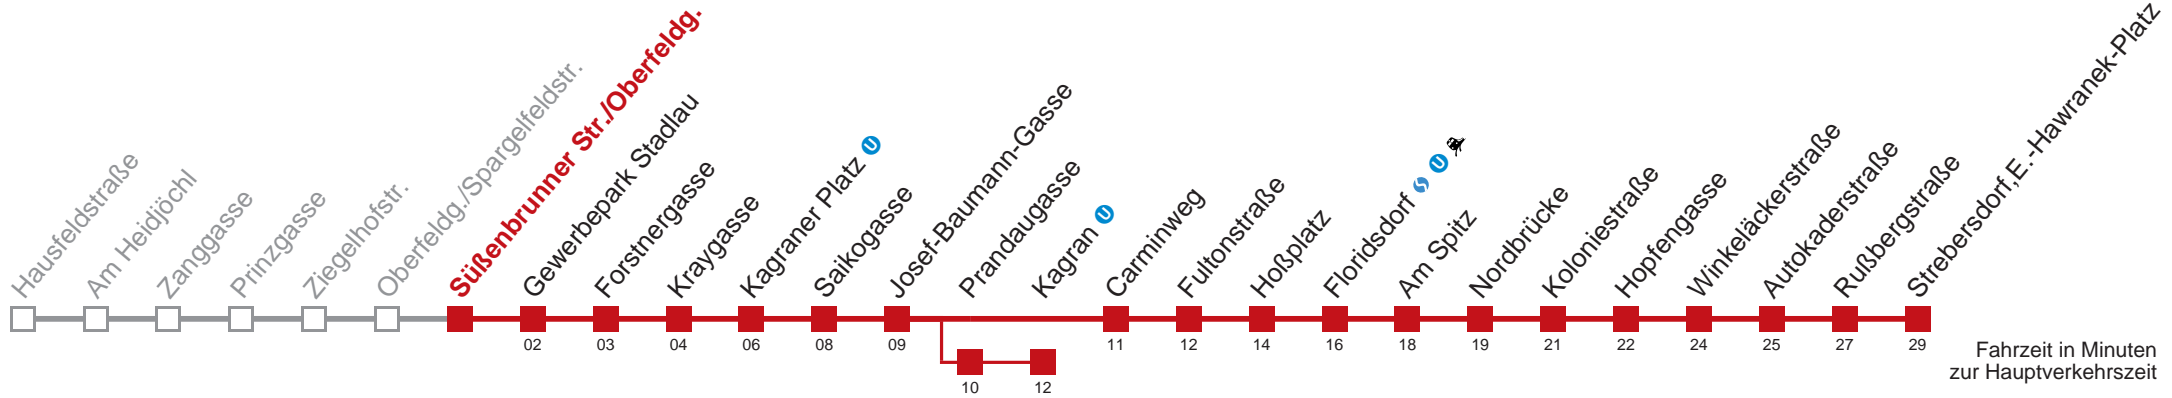 Hausfeldstraße
Am Heidjöchl
Zanggasse
Prinzgasse
Ziegelhofstr.
Oberfeldg./Spargelfeldstr.
Süßenbrunner Str./Oberfeldg.
Gewerbepark Stadlau
Forstnergasse
Kraygasse
Kagraner Platz U
Saikogasse
Josef-Baumann-Gasse
Prandaugasse
Kagran U
Carminweg
Fultonstraße
Hoßplatz
Floridsdorf U
Am Spitz
Nordbrücke
Koloniestraße
Hopfengasse
Winkeläckerstraße
Autokaderstraße
Rußbergstraße
Strebersdorf,E.-Hawranek-Platz
02 03 04 06 08 09 11 12 14 16 18 19 21 22 24 25 27 29
10 12
Fahrzeit in Minuten
zur Hauptverkehrszeit